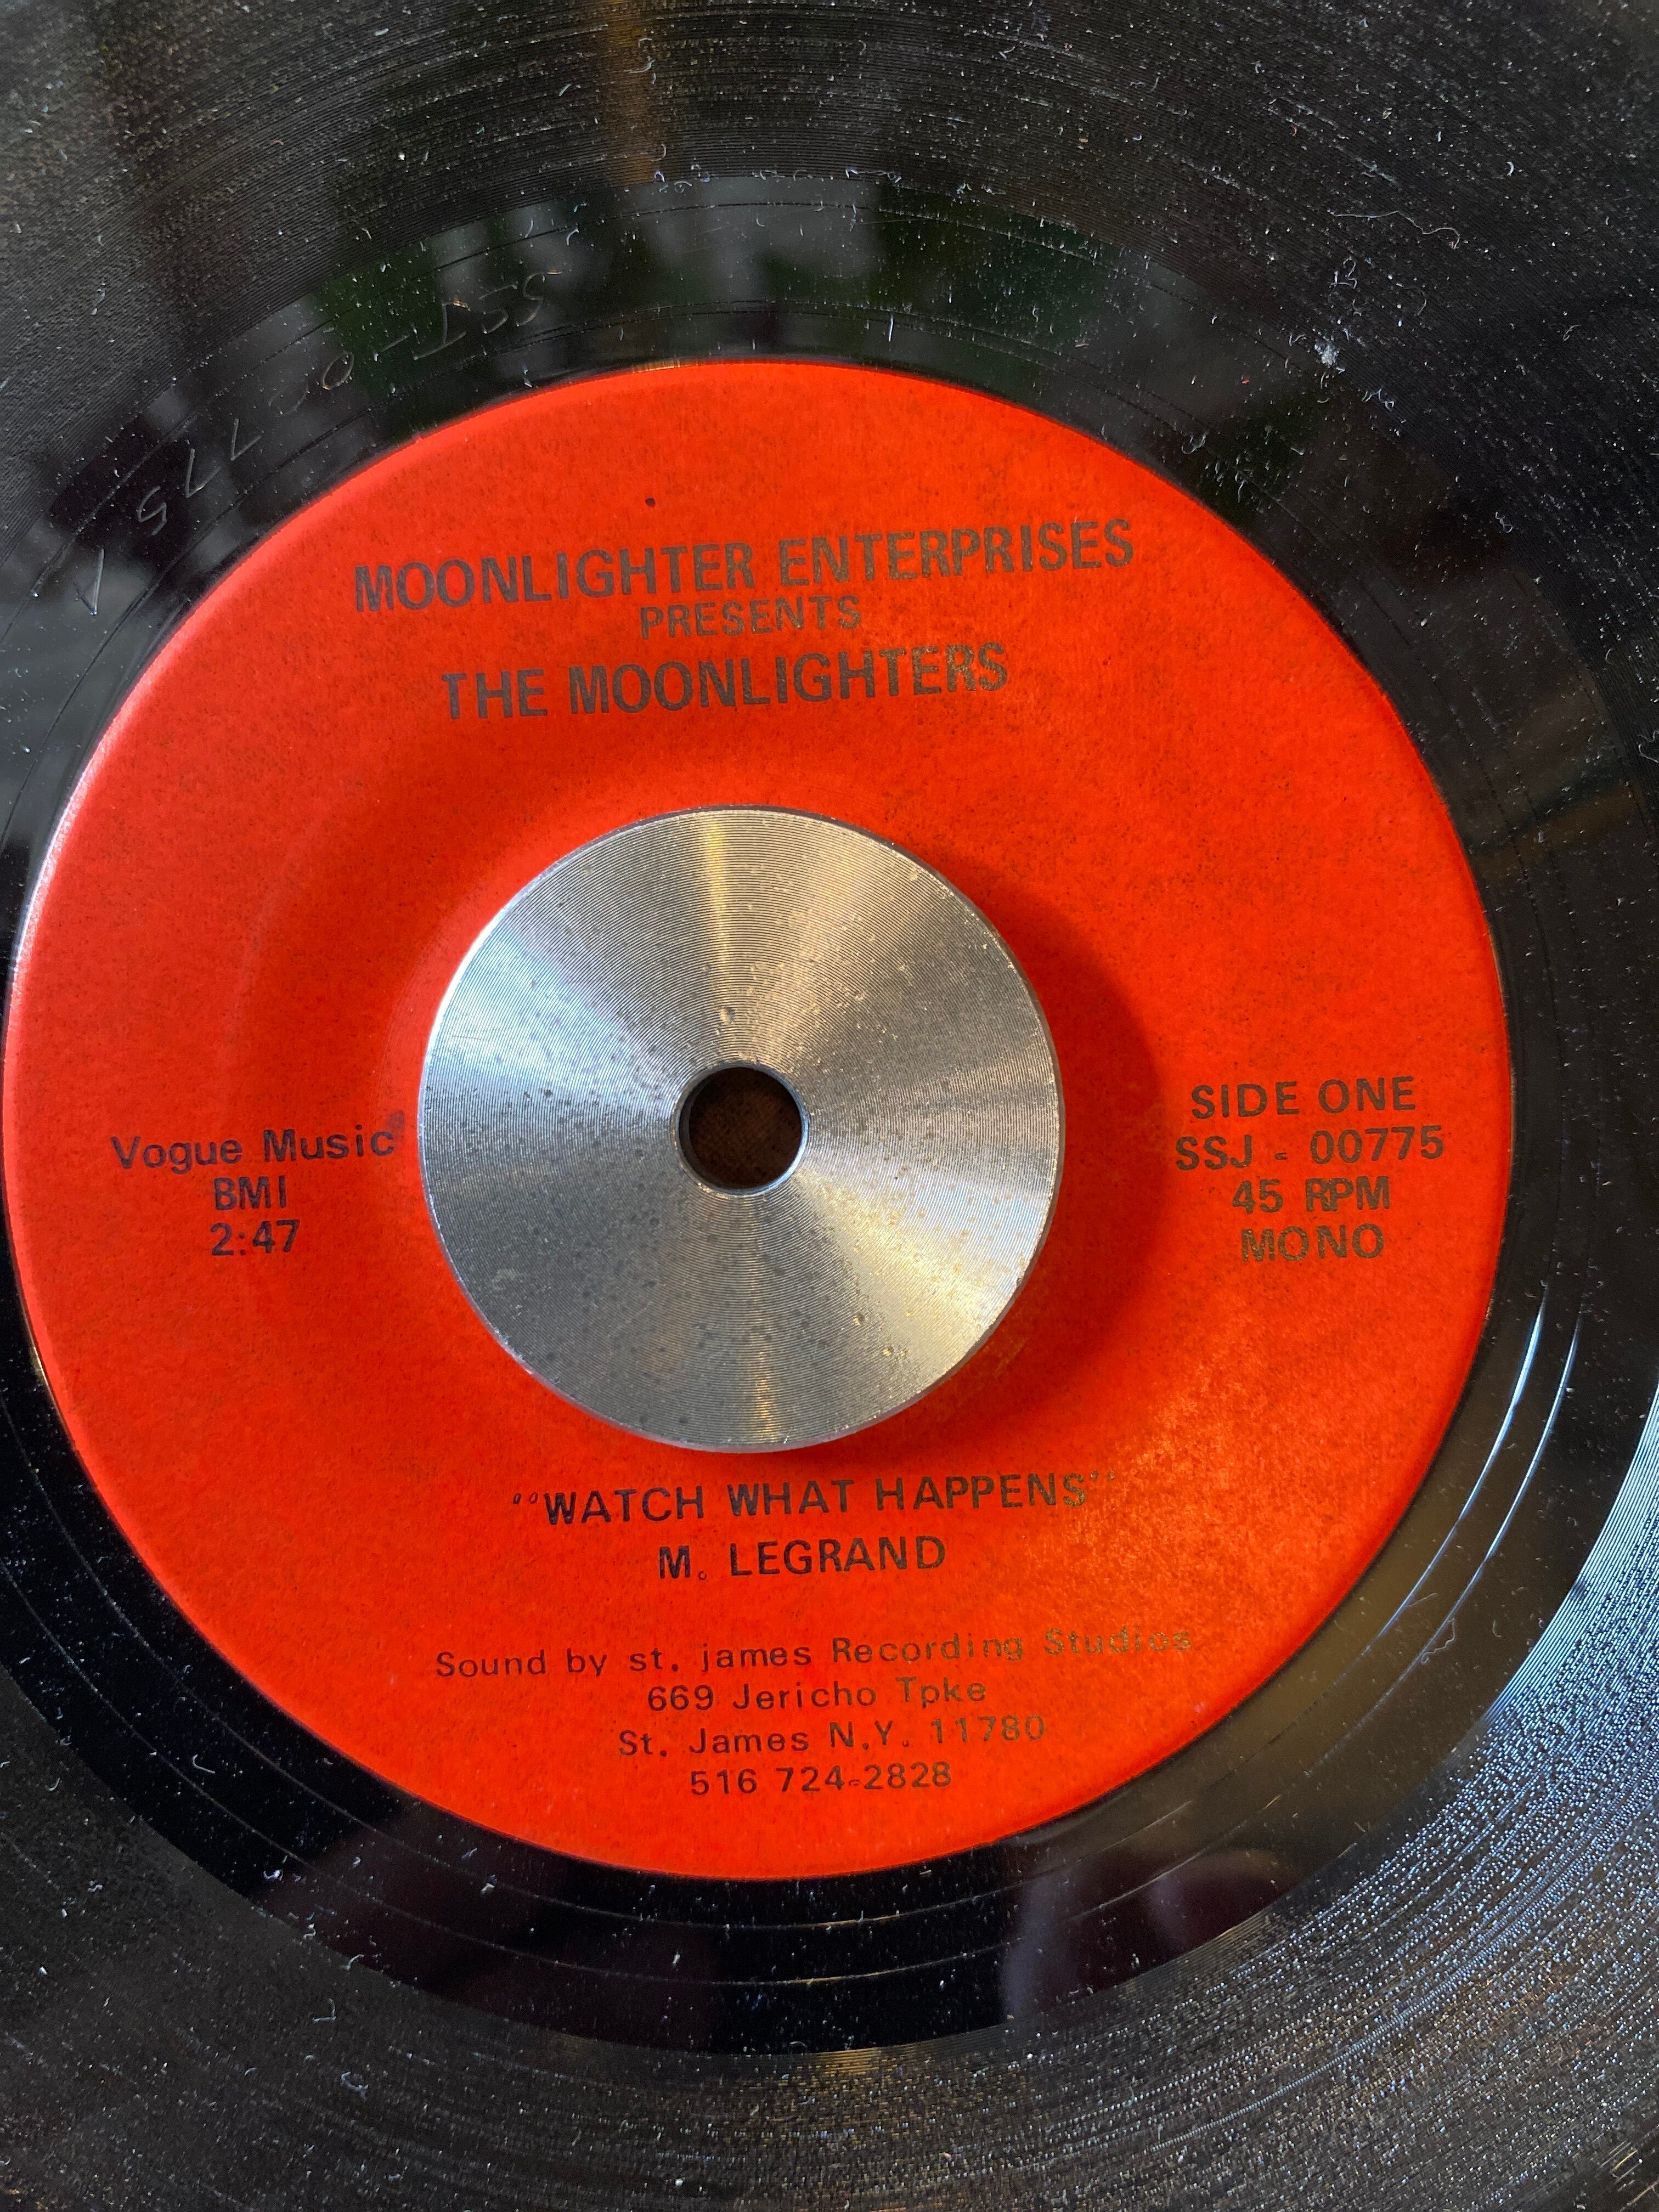 MOONLIGHTER ENTERPRISES
PRESENTS
THE MOONLIGHTERS
Vogue Music
BMI
2:47
SIDE ONE
SSJ - 00775
45 RPM
MONO
"WATCH WHAT HAPPENS"
M. LEGRAND
Sound by st. james Recording Studios
669 Jericho Tpke
St. James N.Y. 11780
516 724-2828